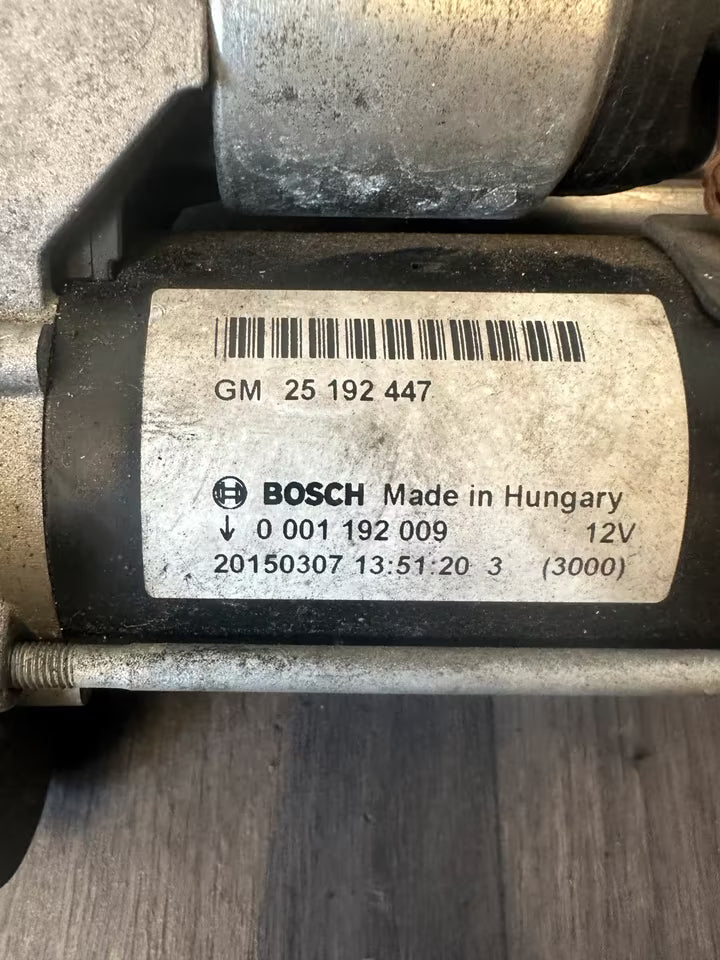 GM 25 192 447
BOSCH Made in Hungary
↓ 0 001 192 009 12V
20150307 13:51:20 3 (3000)